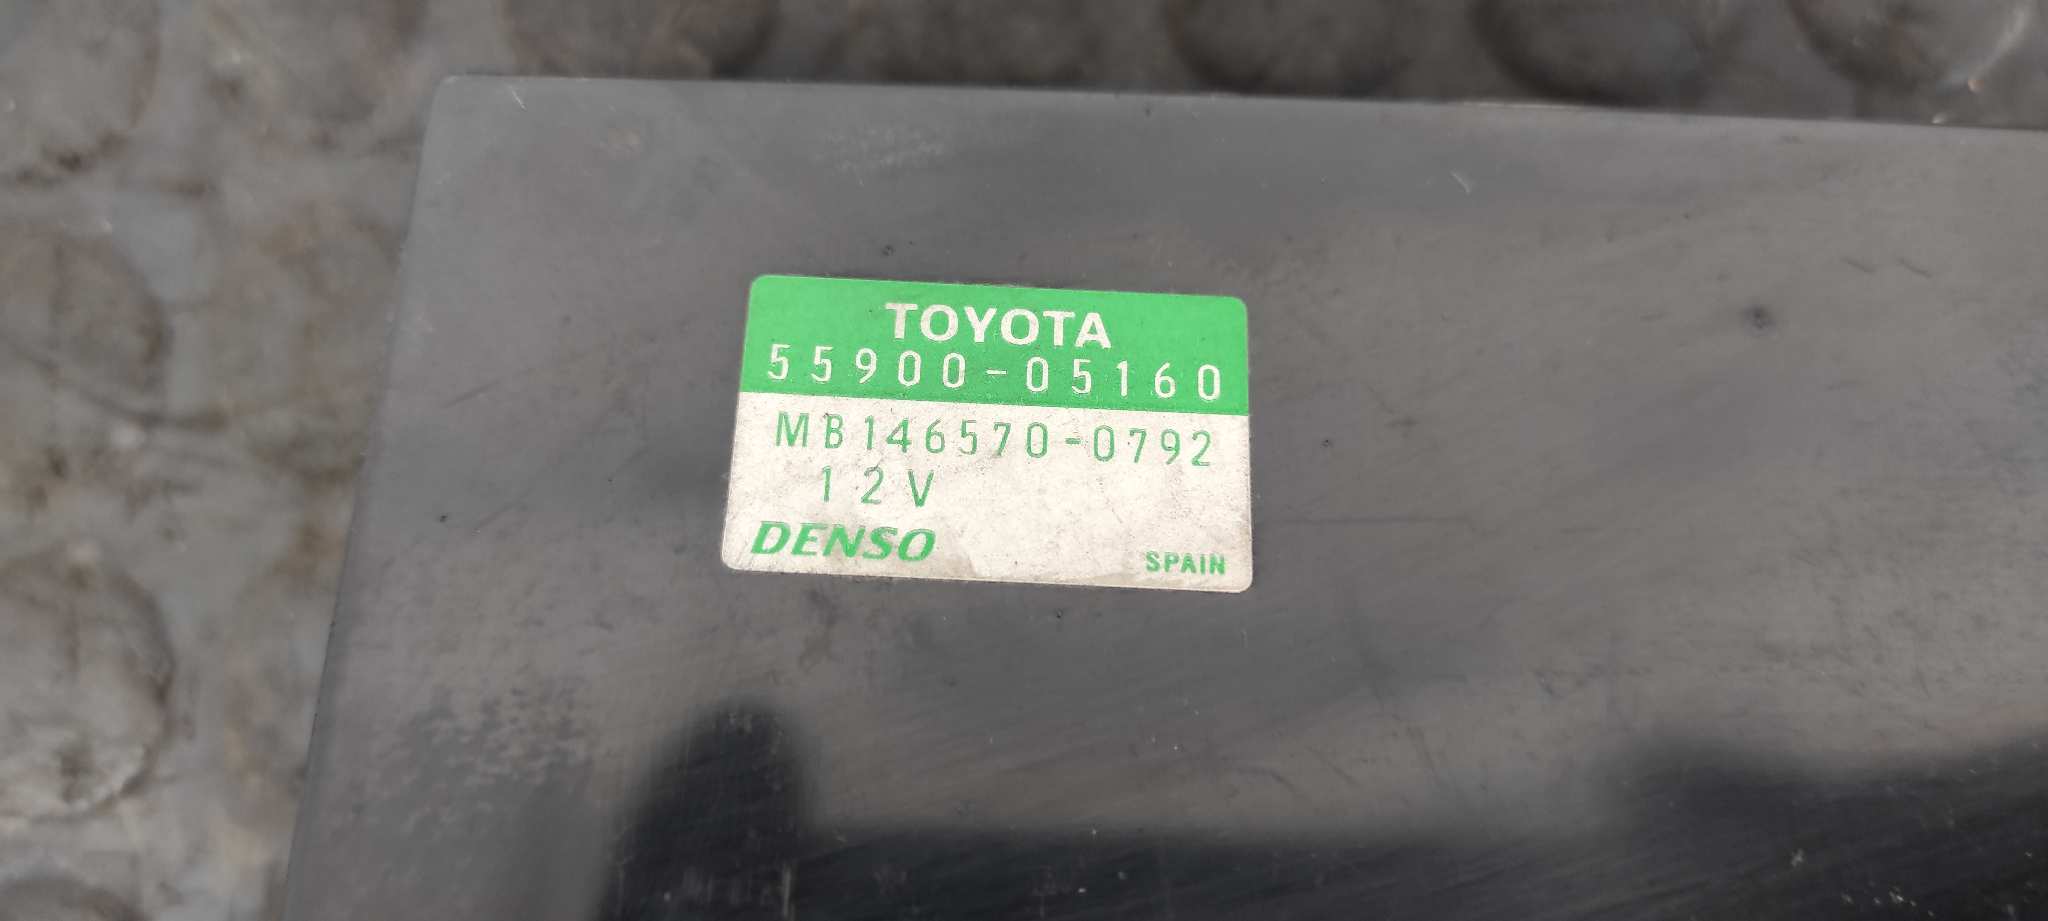 TOYOTA
55900-05160
MB146570-0792
12V
DENSO
SPAIN